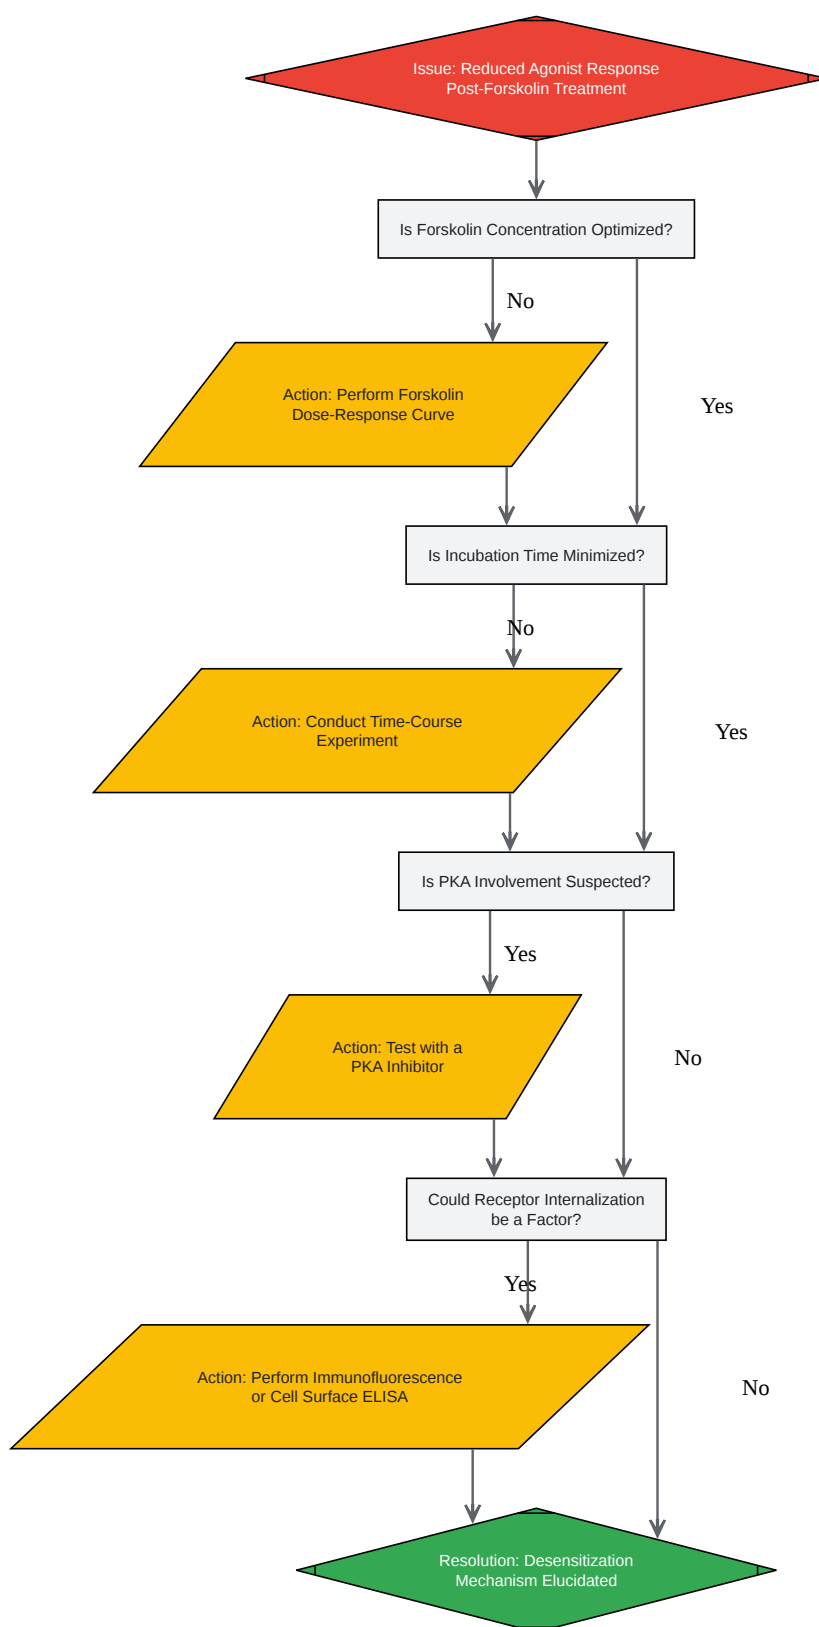 Issue: Reduced Agonist Response
Post-Forskolin Treatment
Is Forskolin Concentration Optimized?
No
Action: Perform Forskolin
Dose-Response Curve
Yes
Is Incubation Time Minimized?
No
Action: Conduct Time-Course
Experiment
Yes
Is PKA Involvement Suspected?
Yes
Action: Test with a
PKA Inhibitor
No
Could Receptor Internalization
be a Factor?
Yes
Action: Perform Immunofluorescence
or Cell Surface ELISA
No
Resolution: Desensitization
Mechanism Elucidated